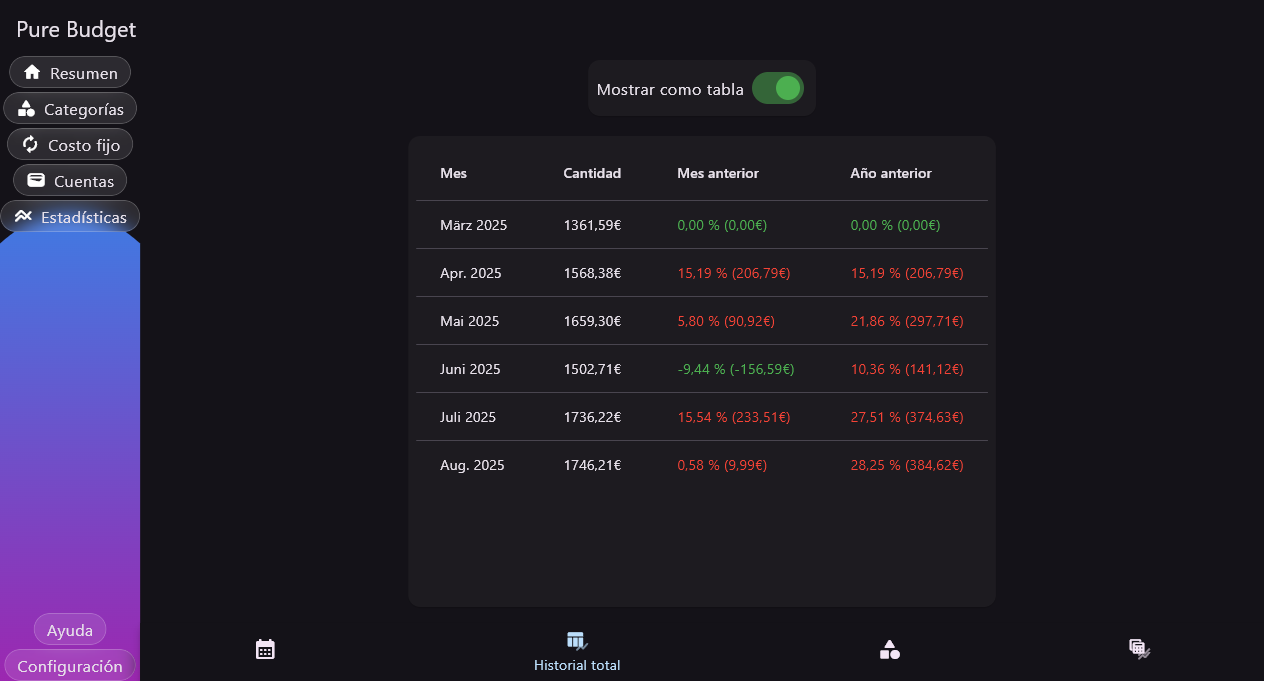 Pure Budget
Resumen
Categorías
Costo fijo
Cuentas
Estadísticas
Ayuda
Configuración
Mostrar como tabla
Mes Cantidad Mes anterior Año anterior
März 2025 1361,59€ 0,00 % (0,00€) 0,00 % (0,00€)
Apr. 2025 1568,38€ 15,19 % (206,79€) 15,19 % (206,79€)
Mai 2025 1659,30€ 5,80 % (90,92€) 21,86 % (297,71€)
Juni 2025 1502,71€ -9,44 % (-156,59€) 10,36 % (141,12€)
Juli 2025 1736,22€ 15,54 % (233,51€) 27,51 % (374,63€)
Aug. 2025 1746,21€ 0,58 % (9,99€) 28,25 % (384,62€)
Historial total